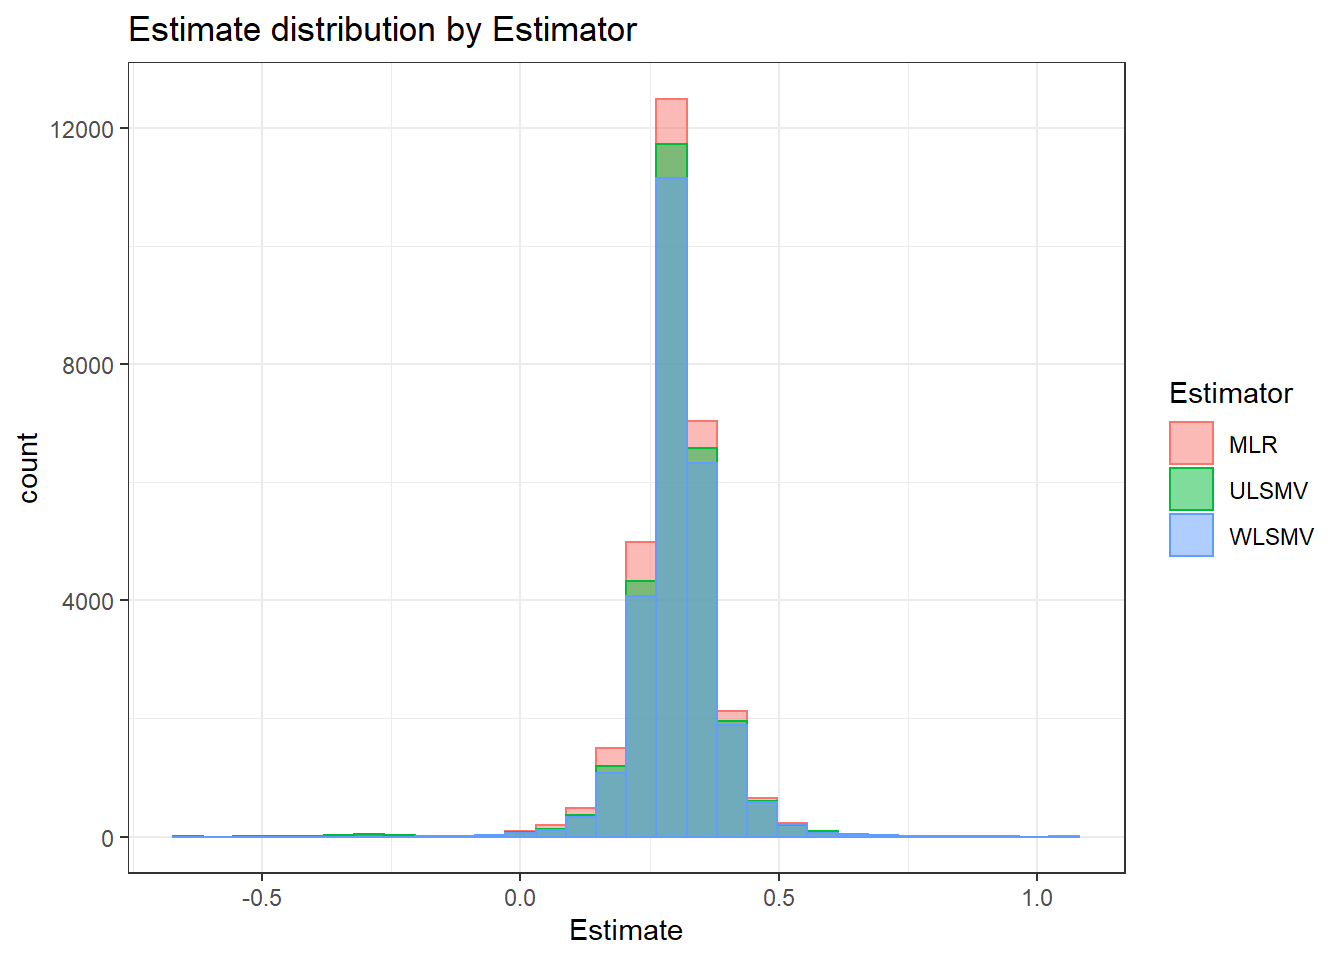 Estimate distribution by Estimator
12000
8000
4000
0
count
-0.5
0.0
0.5
1.0
Estimate
Estimator
MLR
ULSMV
WLSMV